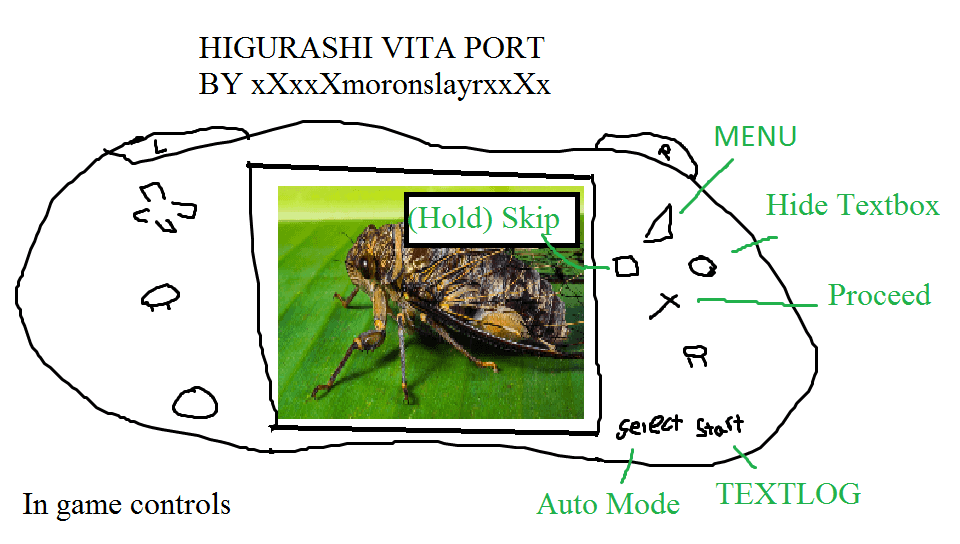 HIGURASHI VITA PORT
BY xXxxXmoronslayrxxXx
L
R
MENU
(Hold) Skip
Hide Textbox
Proceed
select start
Auto Mode
TEXTLOG
In game controls